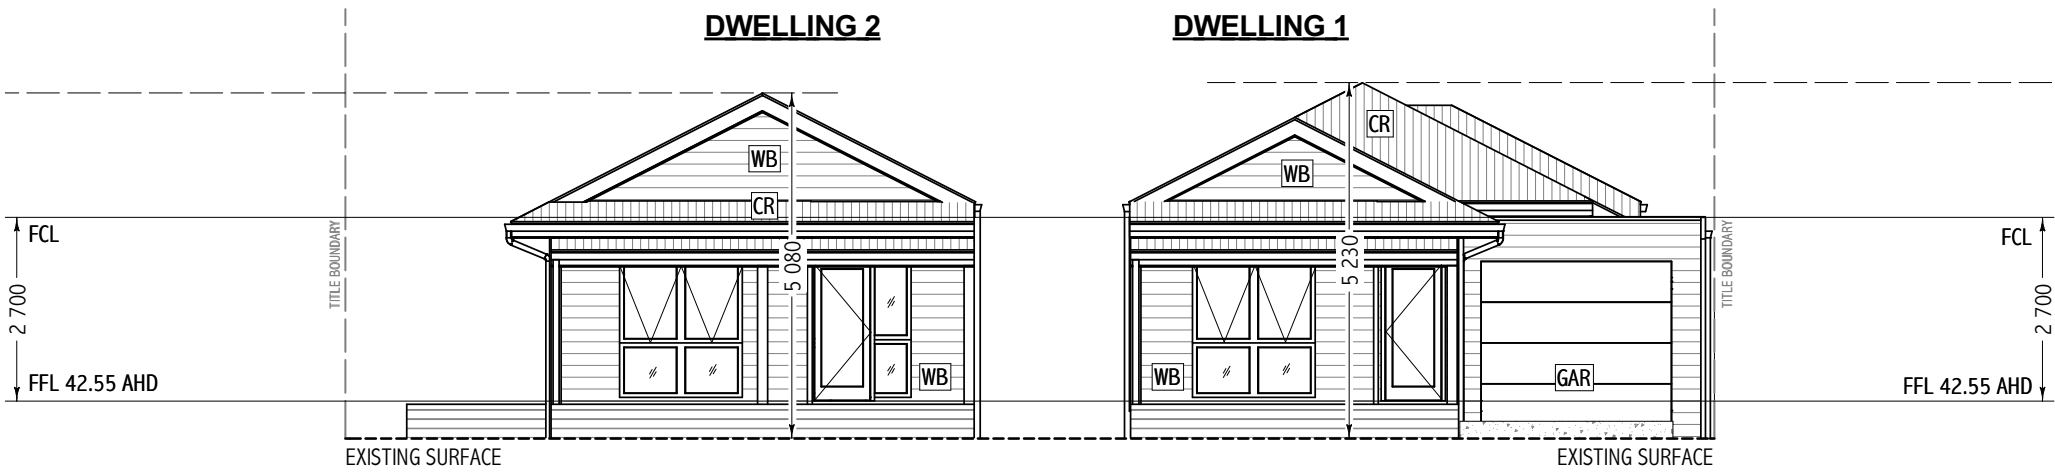 DWELLING 2
DWELLING 1
WB
CR
WB
CR
FCL
FCL
TITLE BOUNDARY
TITLE BOUNDARY
5 080
5 230
2 700
2 700
WB
WB
GAR
FFL 42.55 AHD
FFL 42.55 AHD
EXISTING SURFACE
EXISTING SURFACE